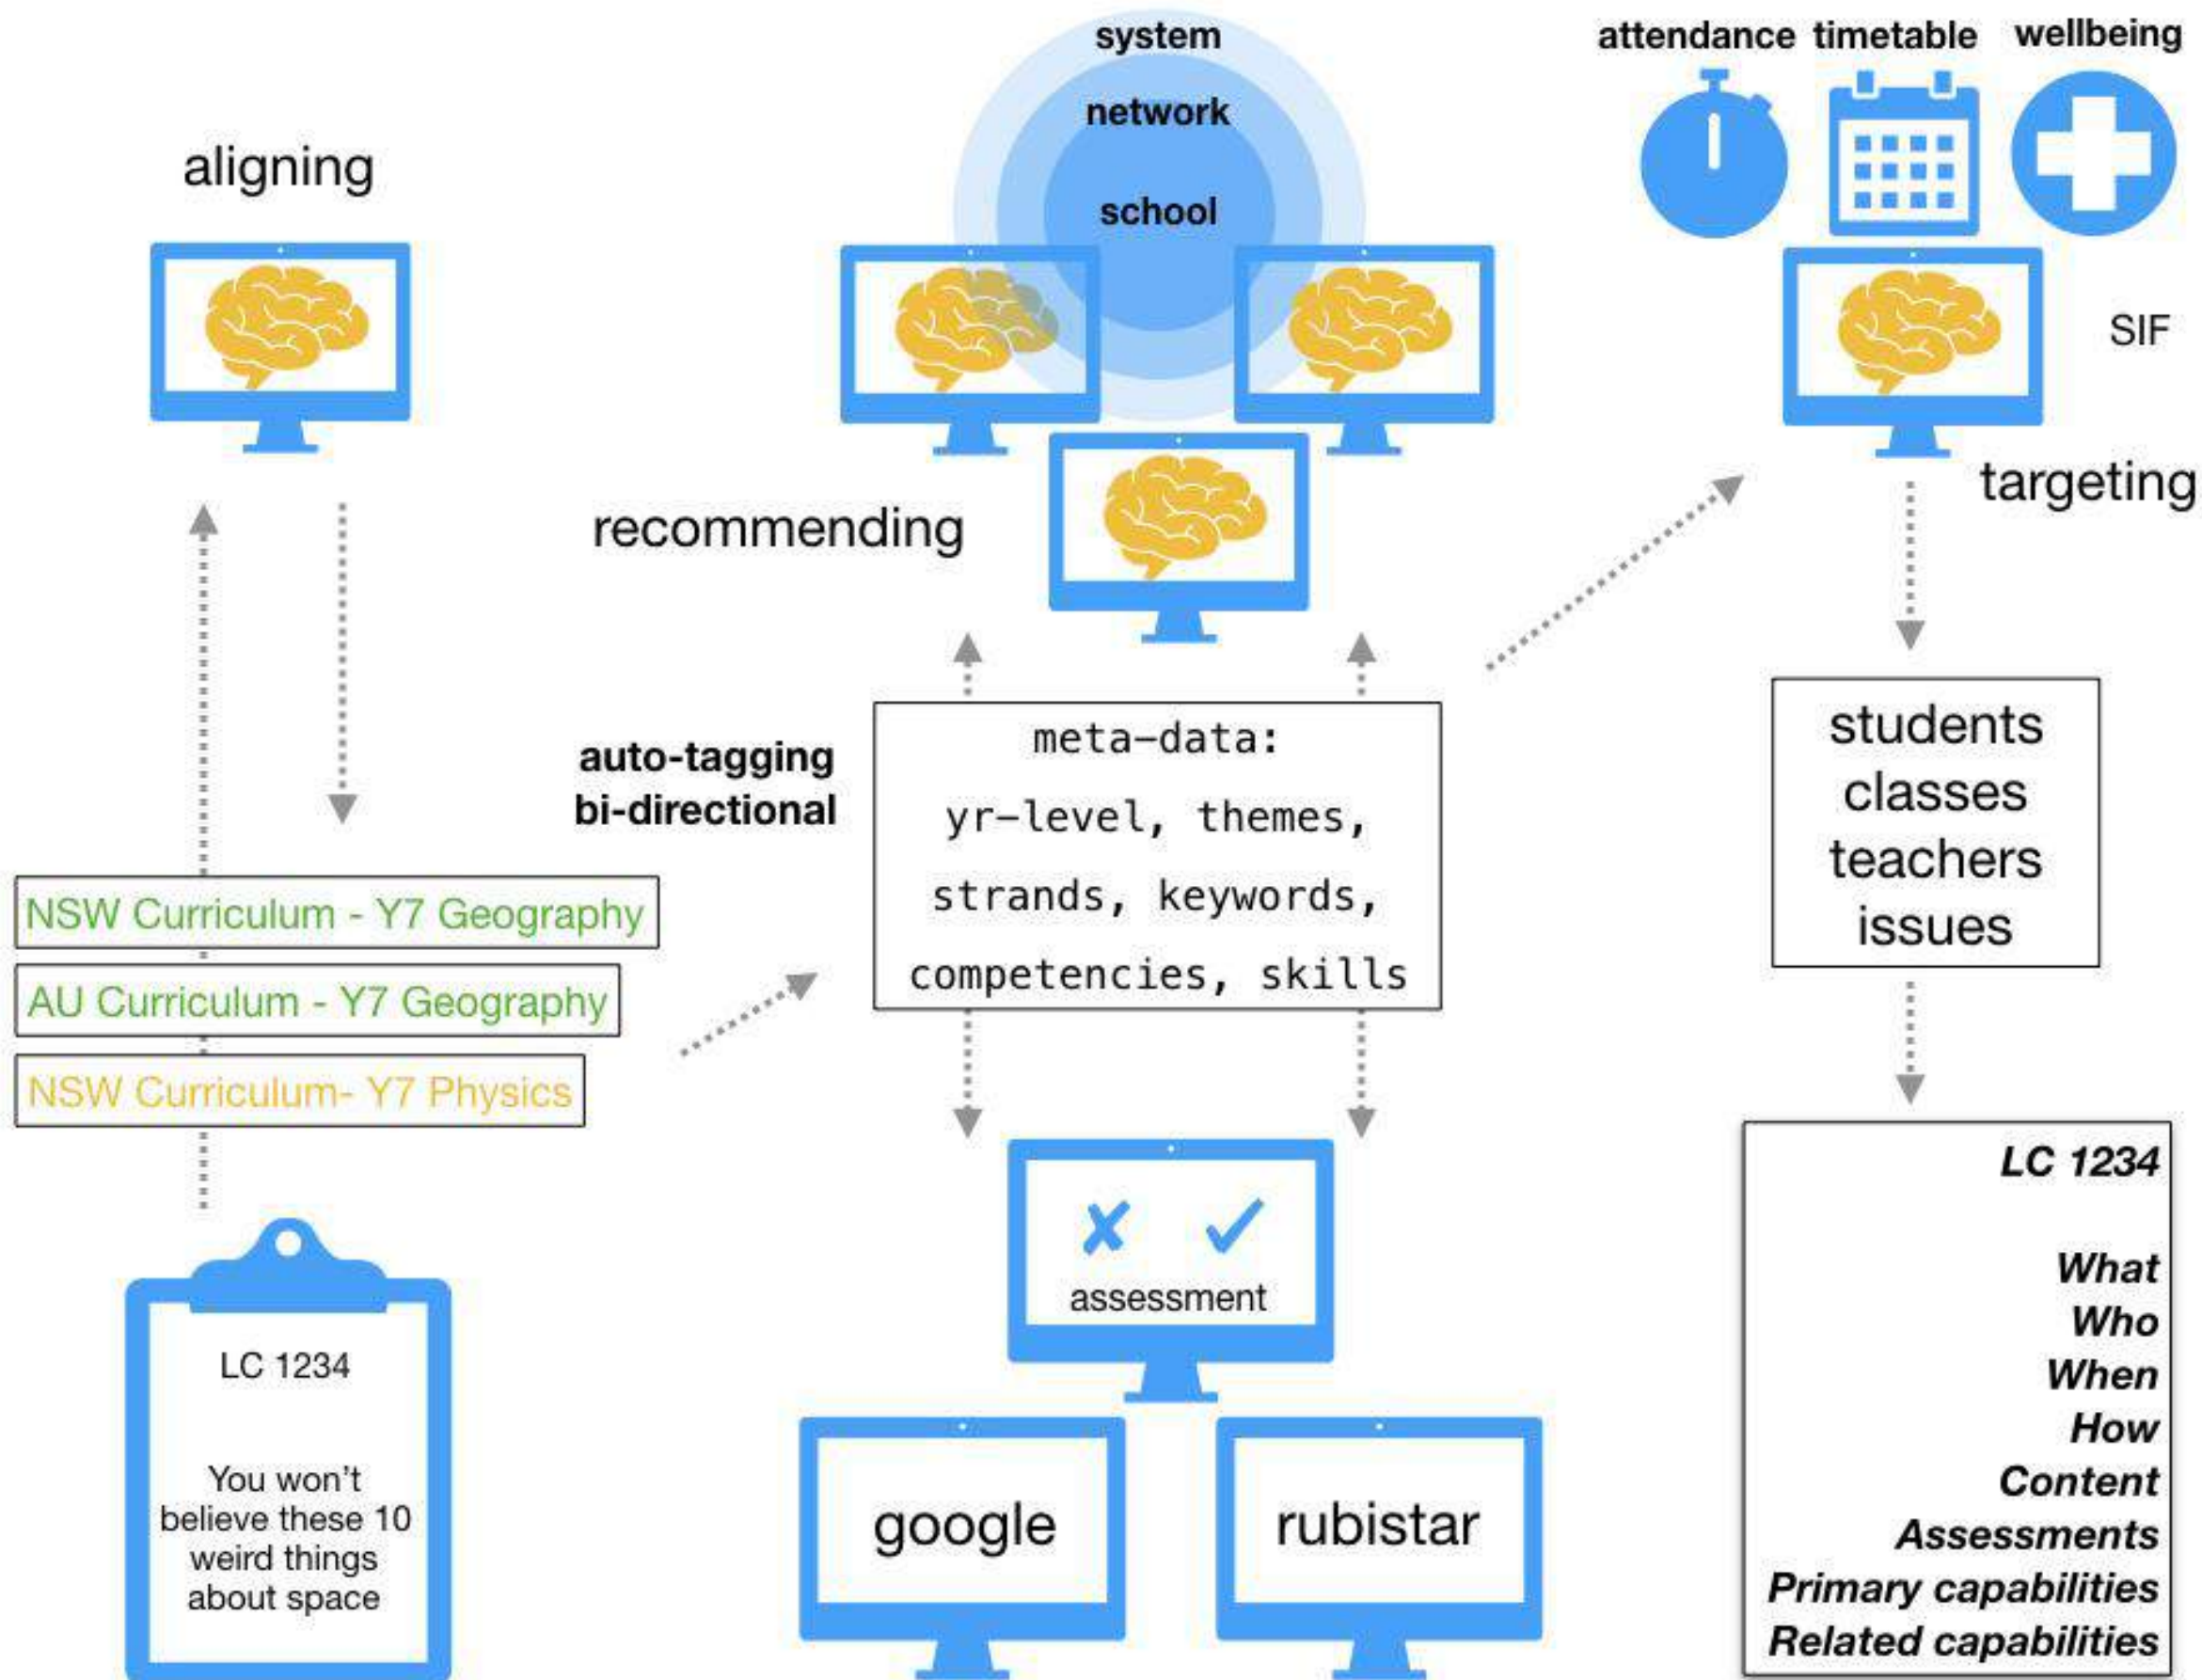 aligning
NSW Curriculum - Y7 Geography
AU Curriculum - Y7 Geography
NSW Curriculum- Y7 Physics
LC 1234
You won't
believe these 10
weird things
about space
system
network
school
recommending
auto-tagging
bi-directional
meta-data:
yr-level, themes,
strands, keywords,
competencies, skills
assessment
google
rubistar
attendance timetable wellbeing
SIF
targeting
students
classes
teachers
issues
LC 1234
What
Who
When
How
Content
Assessments
Primary capabilities
Related capabilities